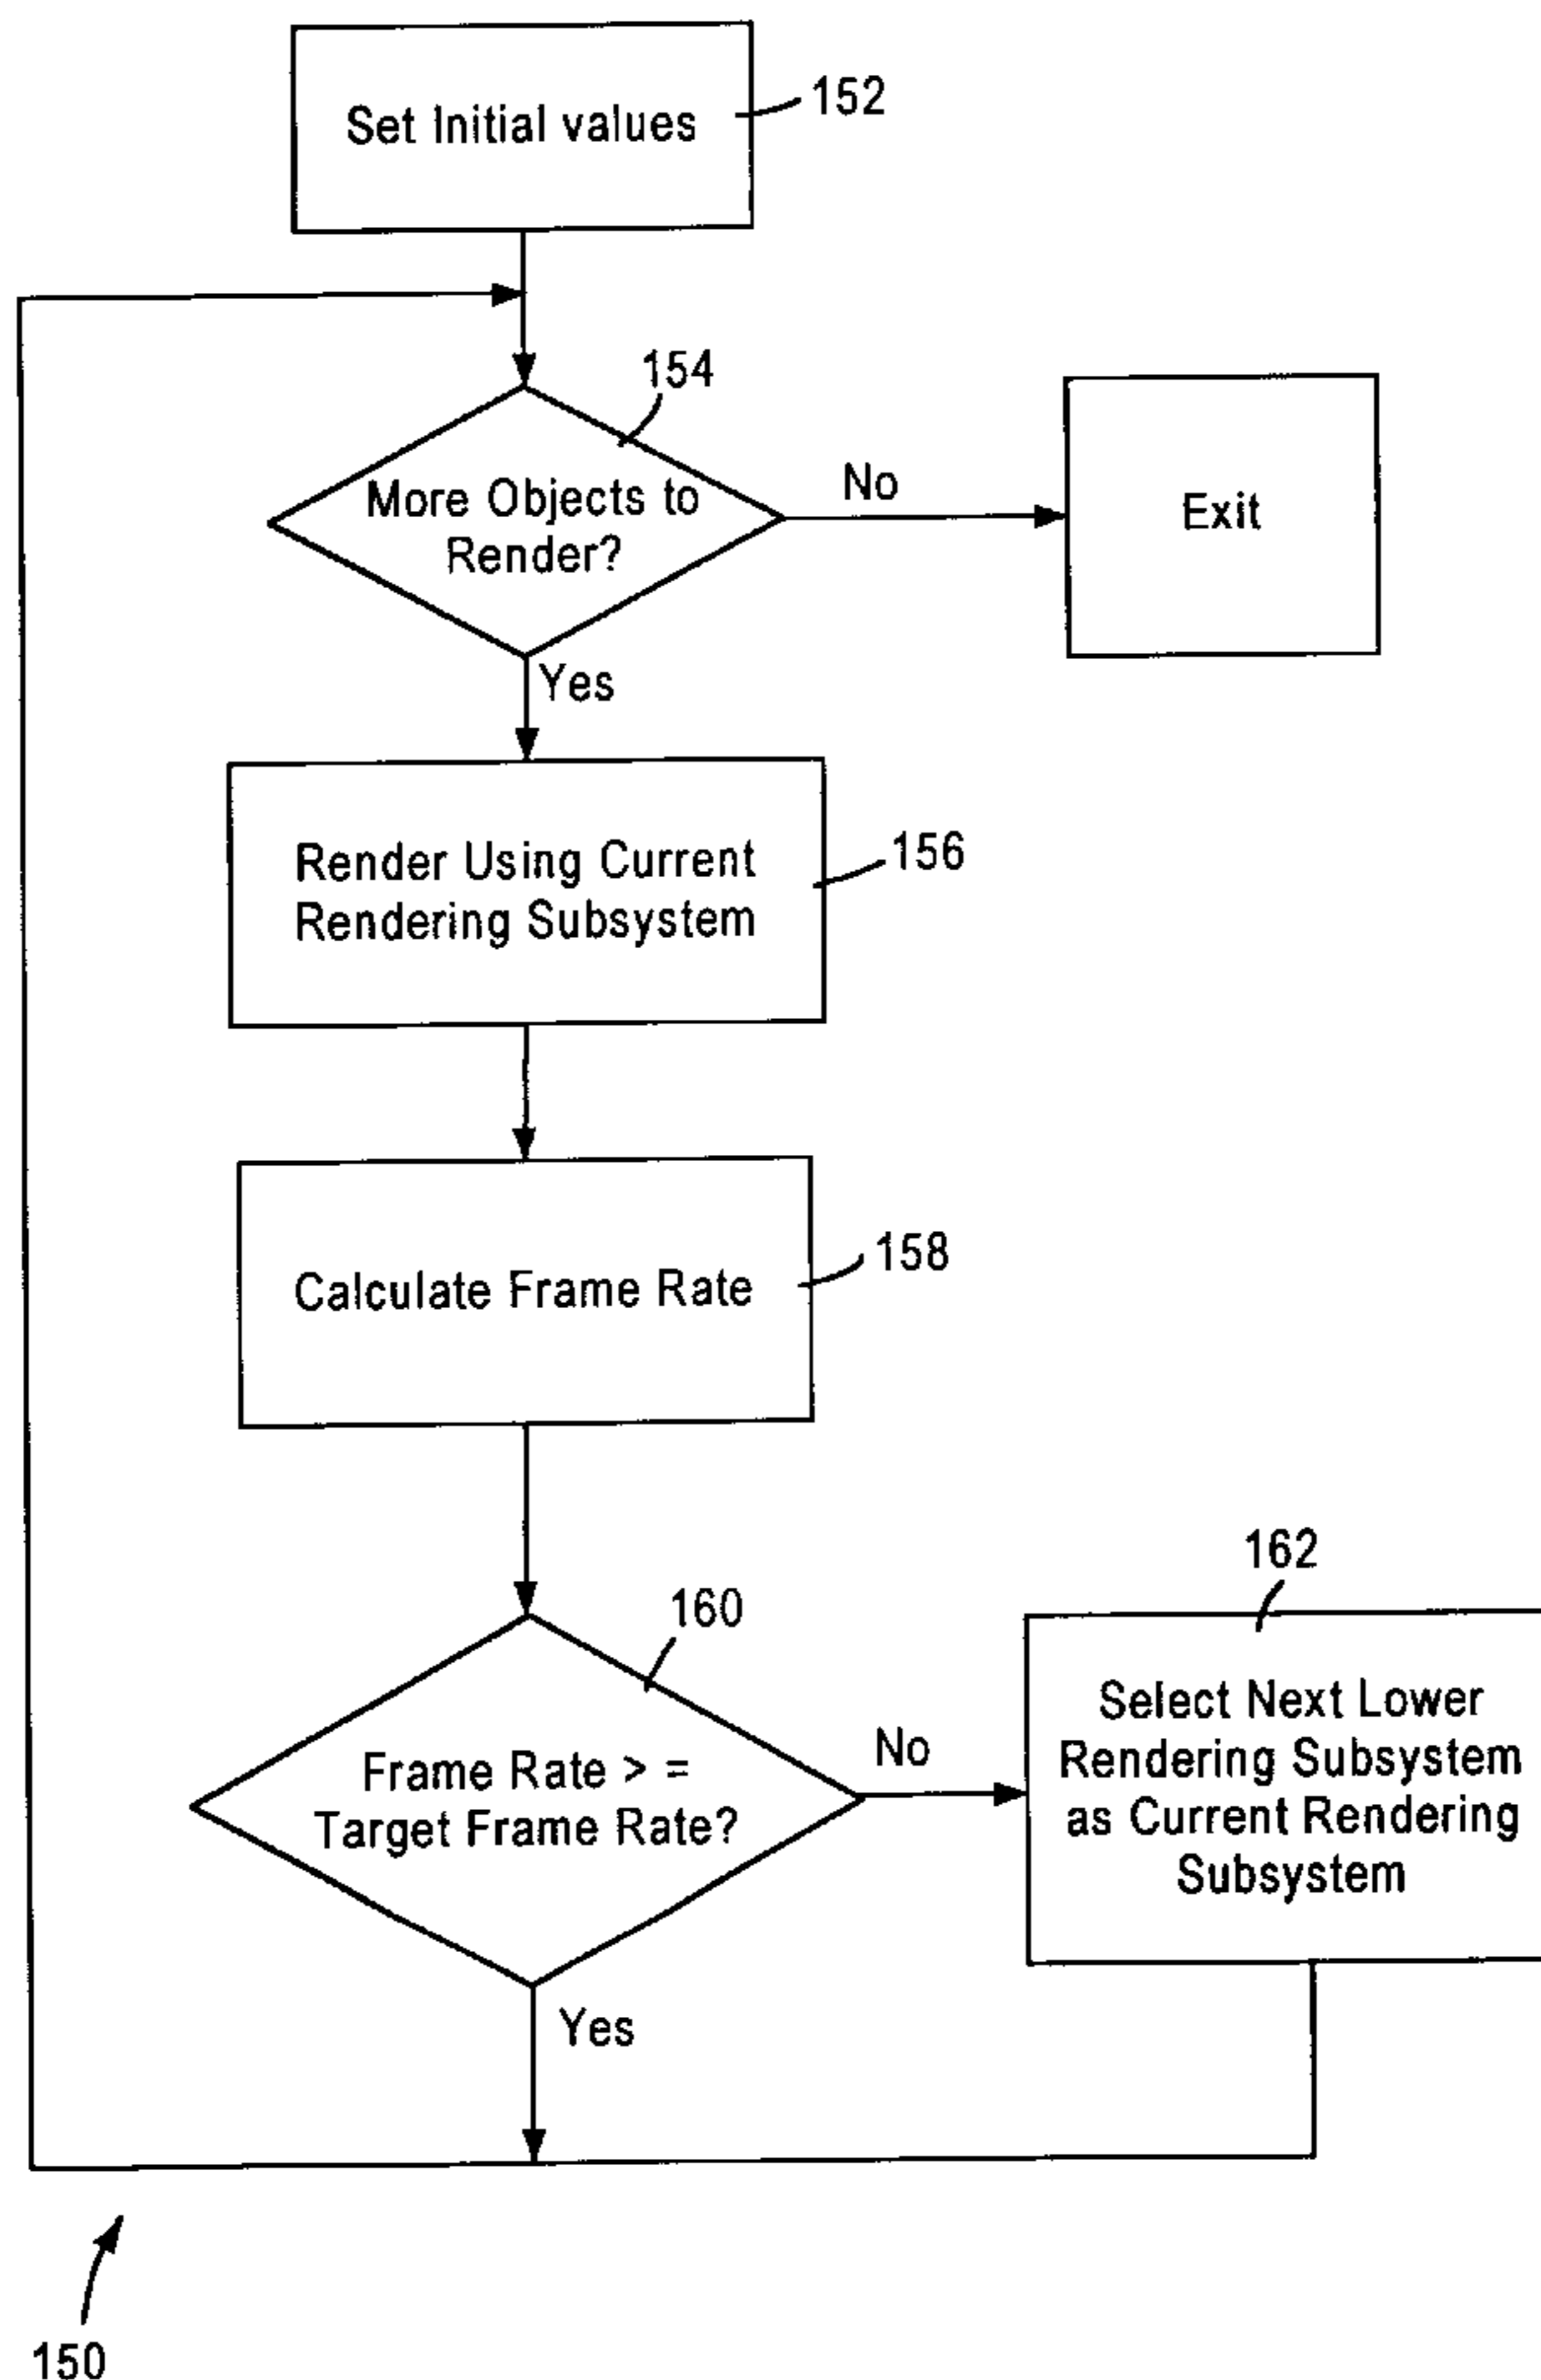 Set Initial values
152
154
More Objects to
Render?
No
Exit
Yes
Render Using Current
Rendering Subsystem
156
Calculate Frame Rate
158
160
Frame Rate > =
Target Frame Rate?
No
162
Select Next Lower
Rendering Subsystem
as Current Rendering
Subsystem
Yes
150